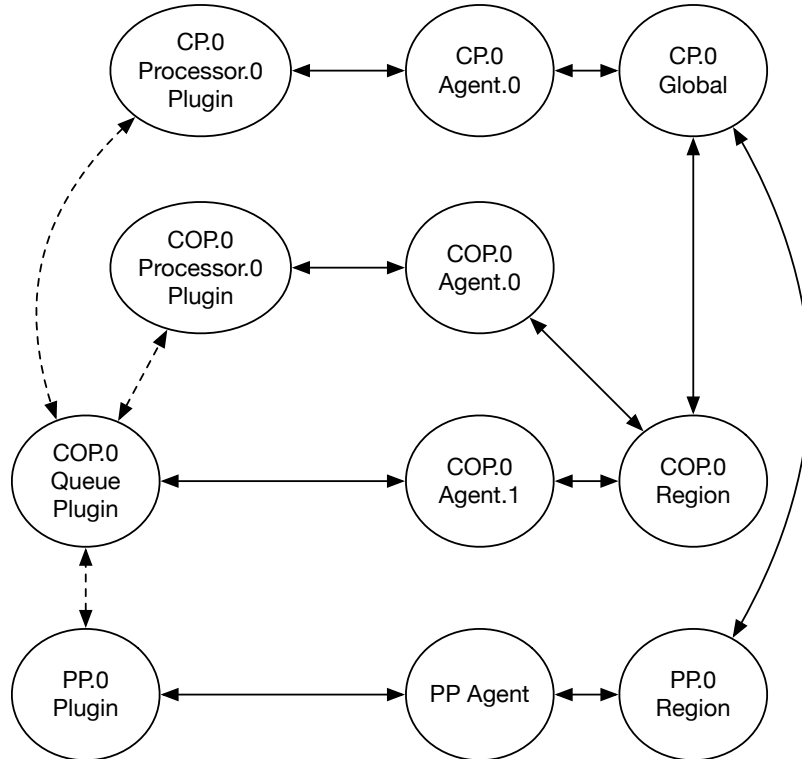 CP.0
Processor.0
Plugin
CP.0
Agent.0
CP.0
Global
COP.0
Processor.0
Plugin
COP.0
Agent.0
COP.0
Queue
Plugin
COP.0
Agent.1
COP.0
Region
PP.0
Plugin
PP Agent
PP.0
Region